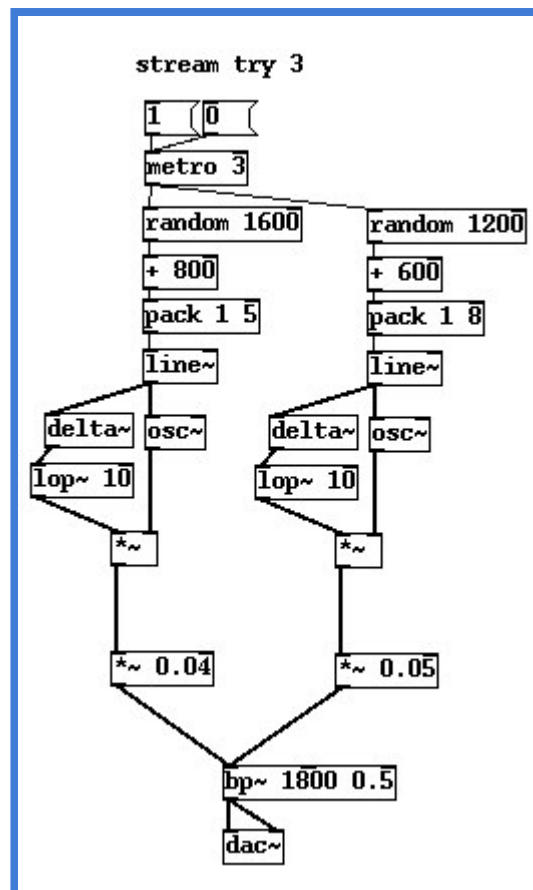 stream try 3
1 0
metro 3
random 1600 random 1200
+ 800 + 600
pack 1 5 pack 1 8
line~ line~
delta~ osc~ delta~ osc~
lop~ 10 lop~ 10
*~ *~
*~ 0.04 *~ 0.05
bp~ 1800 0.5
dac~